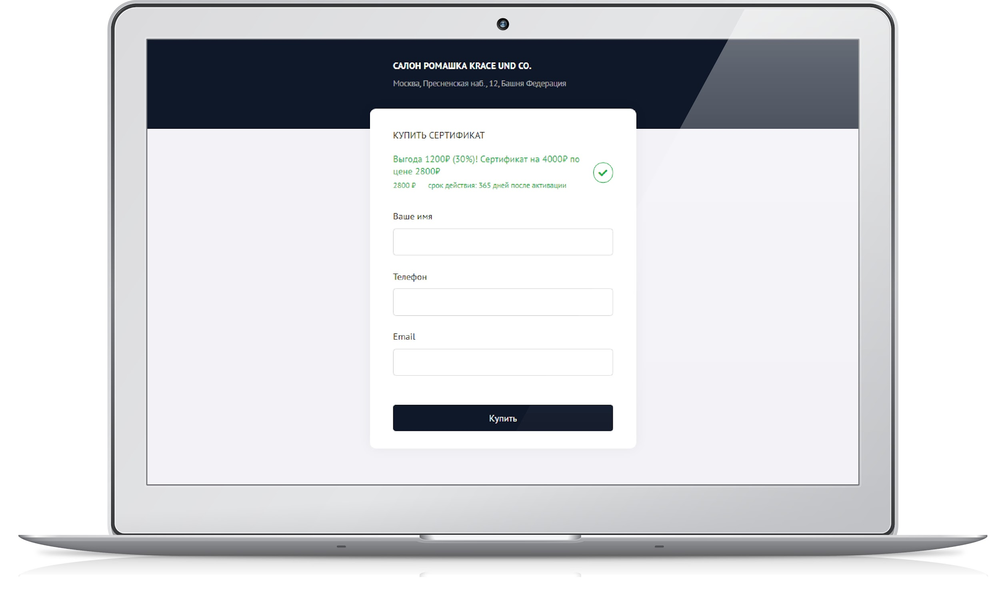 САЛОН РОМАШКА KRACE UND CO.
Москва, Пресненская наб., 12, Башня Федерация
КУПИТЬ СЕРТИФИКАТ
Выгода 1200₽ (30%)! Сертификат на 4000₽ по
цене 2800₽
2800 ₽ срок действия: 365 дней после активации
Ваше имя
Телефон
Email
Купить